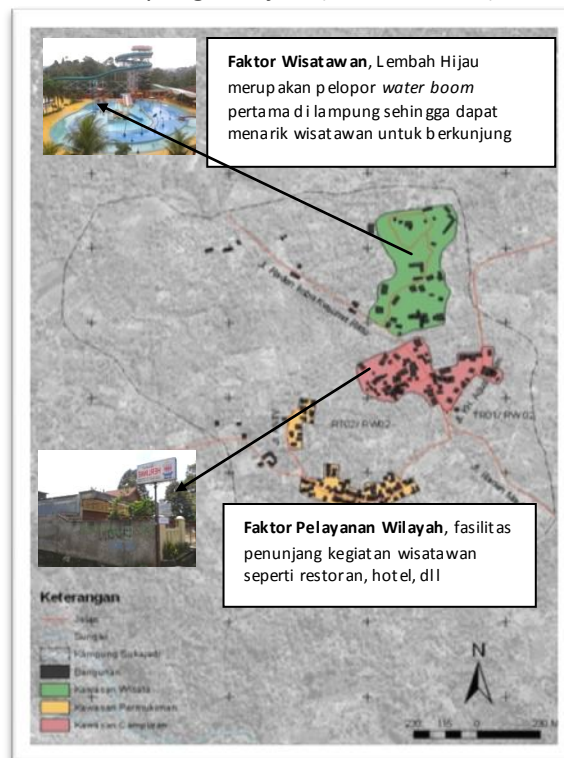 Faktor Wisatawan, Lembah Hijau
merupakan pelopor water boom
pertama di lampung sehingga dapat
menarik wisatawan untuk berkunjung
RT02/RW02
Faktor Pelayanan Wilayah, fasilitas
penunjang kegiatan wisatawan
seperti restoran, hotel, dll
Keterangan
Jalan
Sungai
Kampung Sukajadi
Bangunan
Kawasan Wisata
Kawasan Permukiman
Kawasan Campuran
N